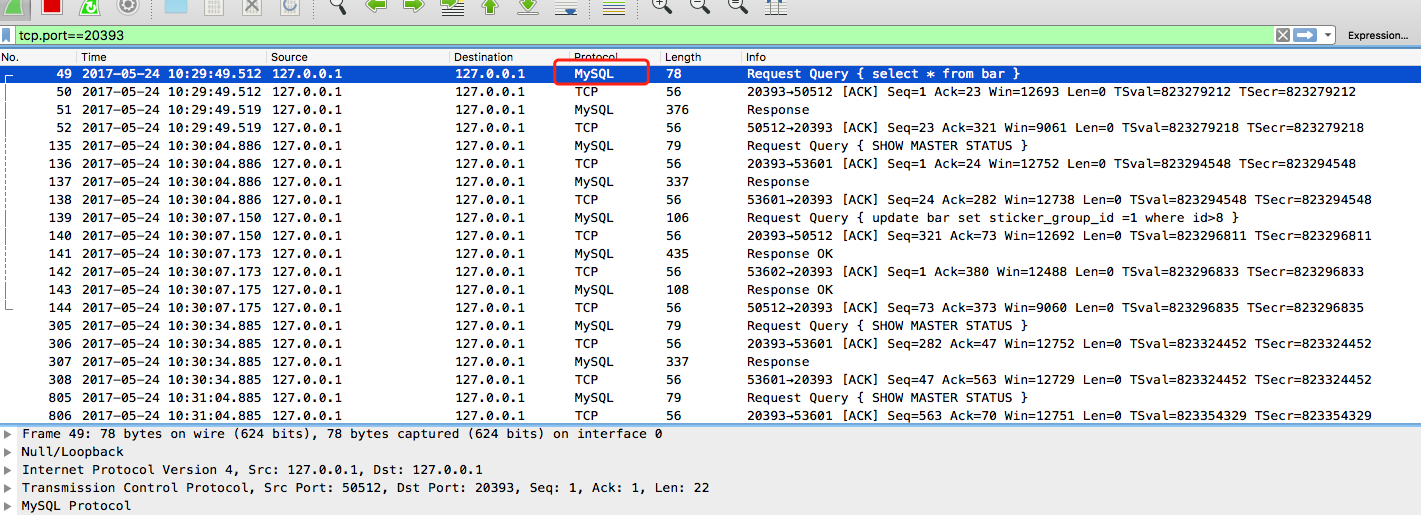 tcp.port==20393 Expression...
No. Time Source Destination Protocol Length Info
49 2017-05-24 10:29:49.512 127.0.0.1 127.0.0.1 MySQL 78 Request Query { select * from bar }
50 2017-05-24 10:29:49.512 127.0.0.1 127.0.0.1 TCP 56 20393→50512 [ACK] Seq=1 Ack=23 Win=12693 Len=0 TSval=823279212 TSecr=823279212
51 2017-05-24 10:29:49.519 127.0.0.1 127.0.0.1 MySQL 376 Response
52 2017-05-24 10:29:49.519 127.0.0.1 127.0.0.1 TCP 56 50512→20393 [ACK] Seq=23 Ack=321 Win=9061 Len=0 TSval=823279218 TSecr=823279218
135 2017-05-24 10:30:04.886 127.0.0.1 127.0.0.1 MySQL 79 Request Query { SHOW MASTER STATUS }
136 2017-05-24 10:30:04.886 127.0.0.1 127.0.0.1 TCP 56 20393→53601 [ACK] Seq=1 Ack=24 Win=12752 Len=0 TSval=823294548 TSecr=823294548
137 2017-05-24 10:30:04.886 127.0.0.1 127.0.0.1 MySQL 337 Response
138 2017-05-24 10:30:04.886 127.0.0.1 127.0.0.1 TCP 56 53601→20393 [ACK] Seq=24 Ack=282 Win=12738 Len=0 TSval=823294548 TSecr=823294548
139 2017-05-24 10:30:07.150 127.0.0.1 127.0.0.1 MySQL 106 Request Query { update bar set sticker_group_id =1 where id>8 }
140 2017-05-24 10:30:07.150 127.0.0.1 127.0.0.1 TCP 56 20393→50512 [ACK] Seq=321 Ack=73 Win=12692 Len=0 TSval=823296811 TSecr=823296811
141 2017-05-24 10:30:07.173 127.0.0.1 127.0.0.1 MySQL 435 Response OK
142 2017-05-24 10:30:07.173 127.0.0.1 127.0.0.1 TCP 56 53602→20393 [ACK] Seq=1 Ack=380 Win=12488 Len=0 TSval=823296833 TSecr=823296833
143 2017-05-24 10:30:07.175 127.0.0.1 127.0.0.1 MySQL 108 Response OK
144 2017-05-24 10:30:07.175 127.0.0.1 127.0.0.1 TCP 56 50512→20393 [ACK] Seq=73 Ack=373 Win=9060 Len=0 TSval=823296835 TSecr=823296835
305 2017-05-24 10:30:34.885 127.0.0.1 127.0.0.1 MySQL 79 Request Query { SHOW MASTER STATUS }
306 2017-05-24 10:30:34.885 127.0.0.1 127.0.0.1 TCP 56 20393→53601 [ACK] Seq=282 Ack=47 Win=12752 Len=0 TSval=823324452 TSecr=823324452
307 2017-05-24 10:30:34.885 127.0.0.1 127.0.0.1 MySQL 337 Response
308 2017-05-24 10:30:34.885 127.0.0.1 127.0.0.1 TCP 56 53601→20393 [ACK] Seq=47 Ack=563 Win=12729 Len=0 TSval=823324452 TSecr=823324452
805 2017-05-24 10:31:04.885 127.0.0.1 127.0.0.1 MySQL 79 Request Query { SHOW MASTER STATUS }
806 2017-05-24 10:31:04.885 127.0.0.1 127.0.0.1 TCP 56 20393→53601 [ACK] Seq=563 Ack=70 Win=12751 Len=0 TSval=823354329 TSecr=823354329
Frame 49: 78 bytes on wire (624 bits), 78 bytes captured (624 bits) on interface 0
Null/Loopback
Internet Protocol Version 4, Src: 127.0.0.1, Dst: 127.0.0.1
Transmission Control Protocol, Src Port: 50512, Dst Port: 20393, Seq: 1, Ack: 1, Len: 22
MySQL Protocol